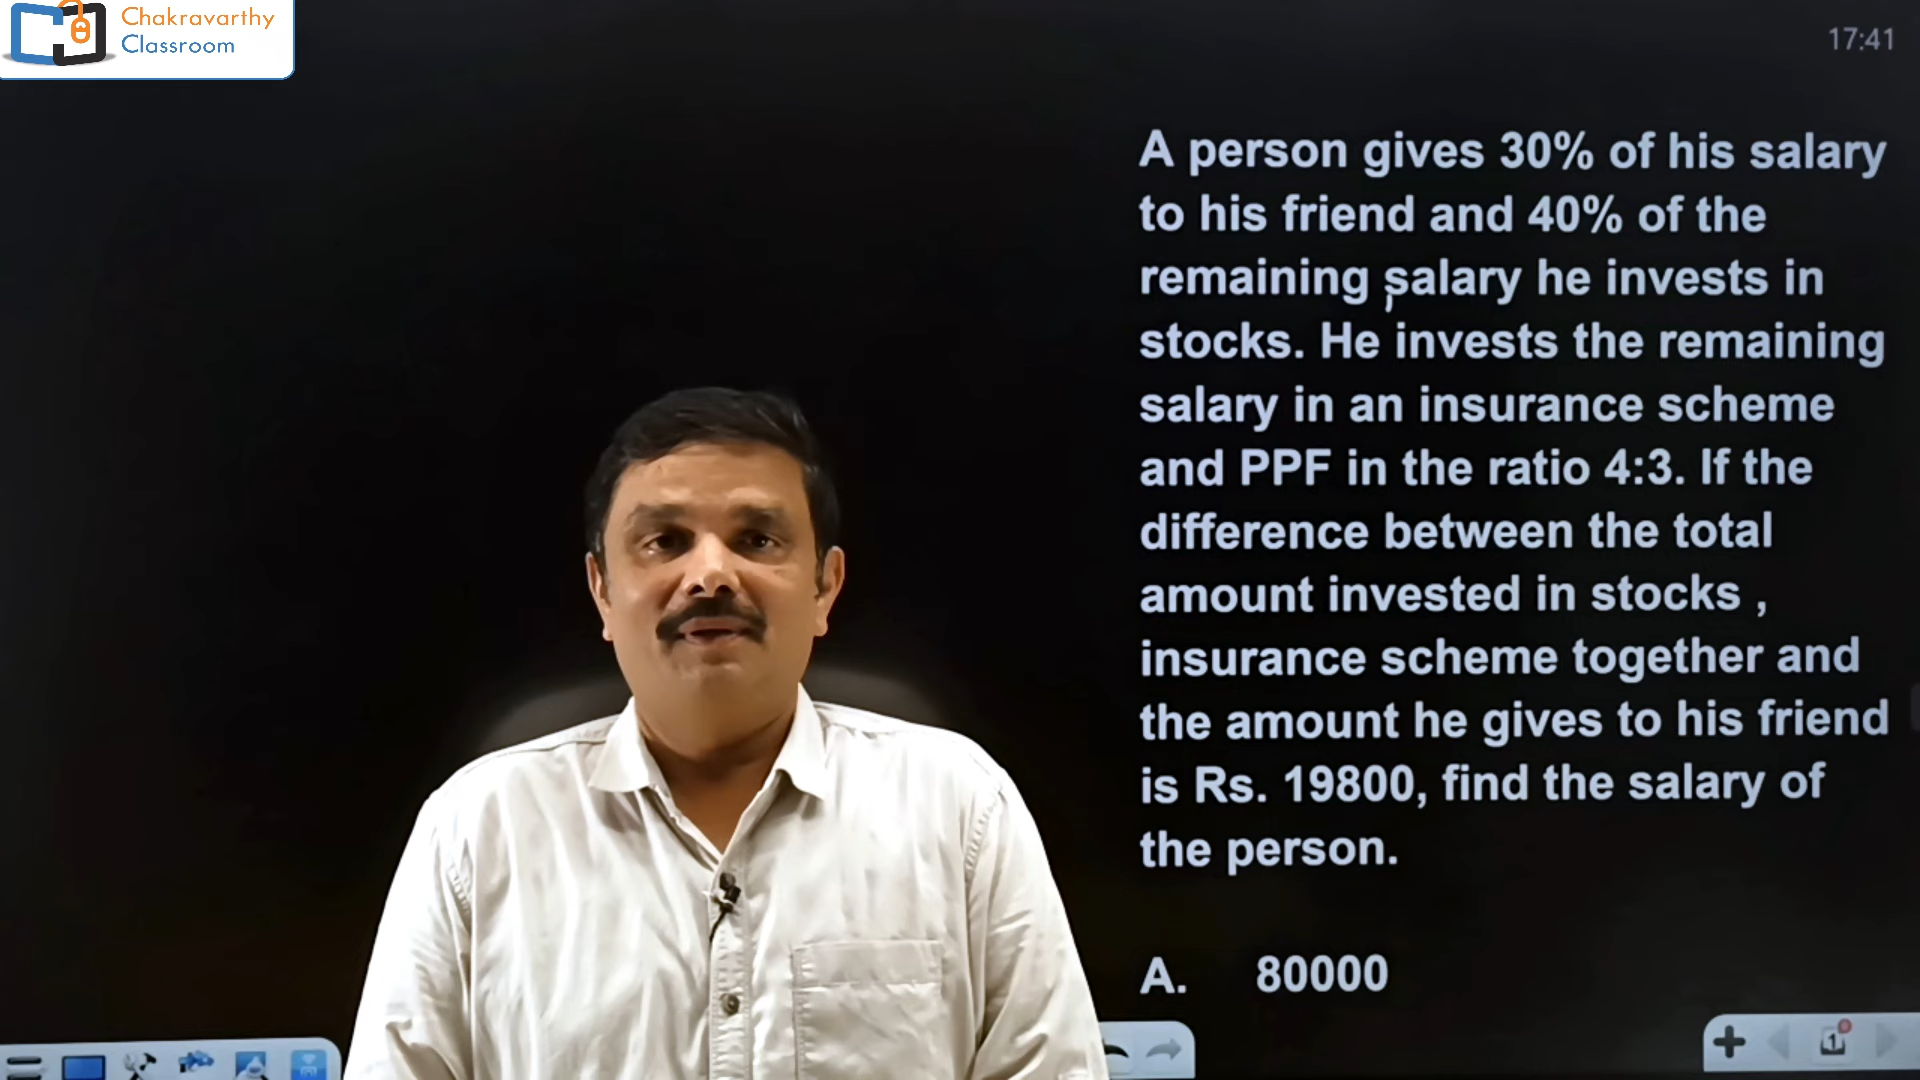 Chakravarthy
Classroom
17:41
A person gives 30% of his salary
to his friend and 40% of the
remaining salary he invests in
stocks. He invests the remaining
salary in an insurance scheme
and PPF in the ratio 4:3. If the
difference between the total
amount invested in stocks ,
insurance scheme together and
the amount he gives to his friend
is Rs. 19800, find the salary of
the person.
A. 80000
1